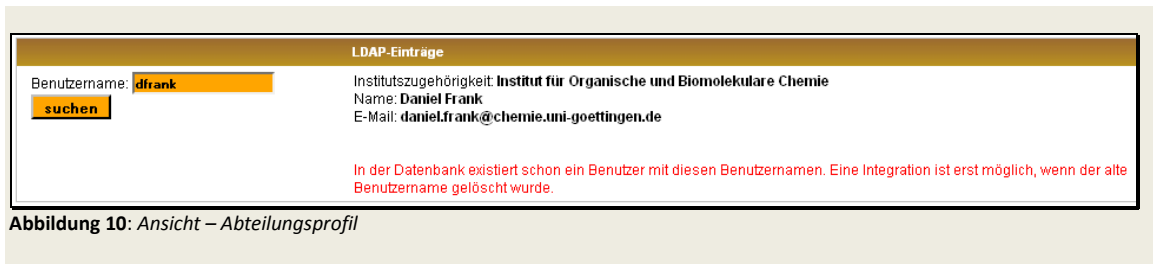 LDAP-Einträge
Benutzername: dfrank
suchen
Institutszugehörigkeit: Institut für Organische und Biomolekulare Chemie
Name: Daniel Frank
E-Mail: daniel.frank@chemie.uni-goettingen.de
In der Datenbank existiert schon ein Benutzer mit diesen Benutzernamen. Eine Integration ist erst möglich, wenn der alte
Benutzername gelöscht wurde.
Abbildung 10: Ansicht – Abteilungsprofil